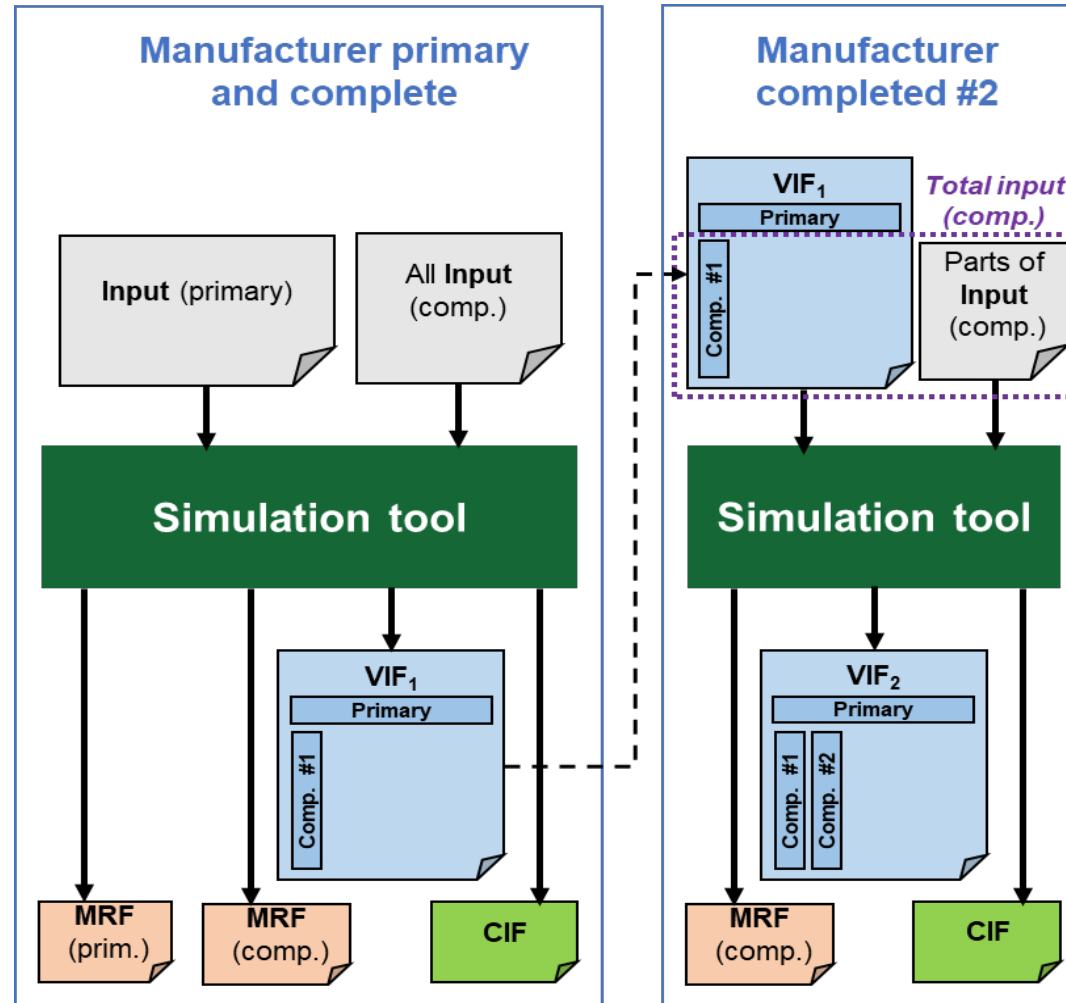 Manufacturer primary
and complete
Input (primary)
All Input
(comp.)
Simulation tool
VIF₁
Primary
Comp. #1
MRF
(prim.)
MRF
(comp.)
CIF
Manufacturer
completed #2
VIF₁
Primary
Comp. #1
Total input
(comp.)
Parts of
Input
(comp.)
Simulation tool
VIF₂
Primary
Comp. #1
Comp. #2
MRF
(comp.)
CIF